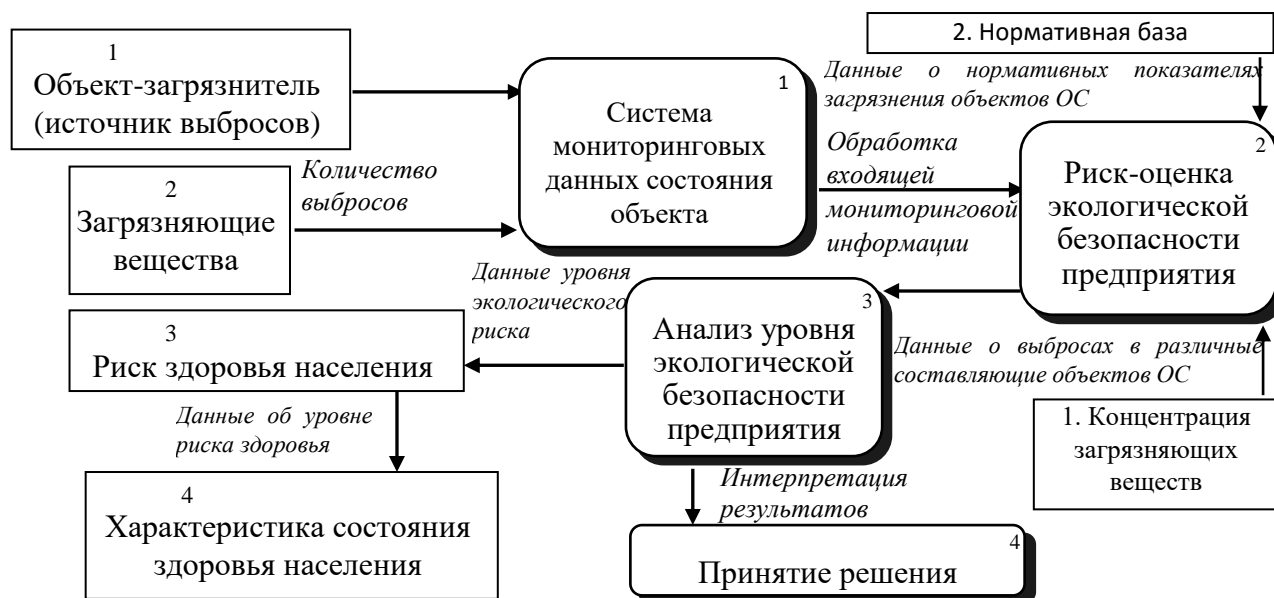 1
Объект-загрязнитель
(источник выбросов)
2
Загрязняющие
вещества
Количество
выбросов
1
Система
мониторинговых
данных состояния
объекта
2. Нормативная база
Данные о нормативных показателях
загрязнения объектов ОС
Обработка
входящей
мониторинговой
информации
2
Риск-оценка
экологической
безопасности
предприятия
Данные уровня
экологического
риска
3
Риск здоровья населения
3
Анализ уровня
экологической
безопасности
предприятия
Данные о выбросах в различные
составляющие объектов ОС
1. Концентрация
загрязняющих
веществ
Данные об уровне
риска здоровья
4
Характеристика состояния
здоровья населения
Интерпретация
результатов
4
Принятие решения